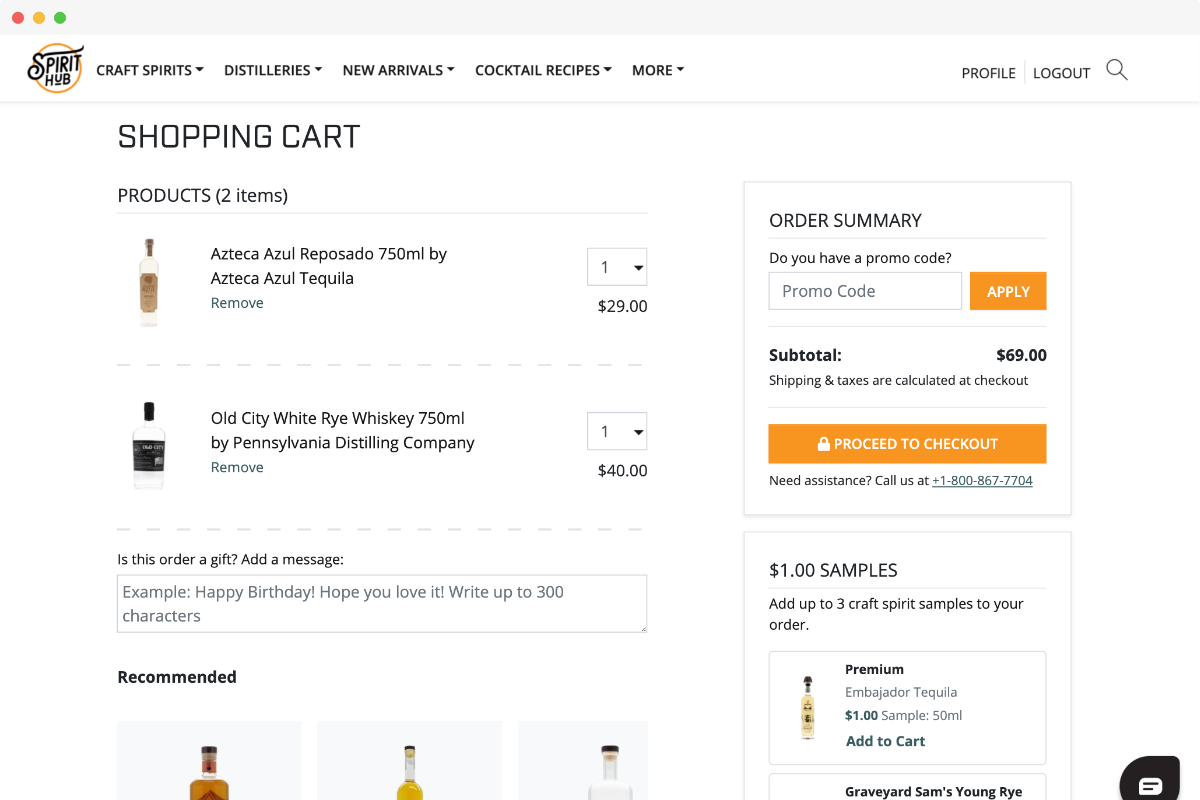 SPIRIT
HUB
CRAFT SPIRITS
DISTILLERIES
NEW ARRIVALS
COCKTAIL RECIPES
MORE
PROFILE
LOGOUT
SHOPPING CART
PRODUCTS (2 items)
Azteca Azul Reposado 750ml by
Azteca Azul Tequila
Remove
1
$29.00
OLD CITY
Old City White Rye Whiskey 750ml
by Pennsylvania Distilling Company
Remove
1
$40.00
Is this order a gift? Add a message:
Example: Happy Birthday! Hope you love it! Write up to 300
characters
Recommended
ORDER SUMMARY
Do you have a promo code?
Promo Code
APPLY
Subtotal: $69.00
Shipping & taxes are calculated at checkout
PROCEED TO CHECKOUT
Need assistance? Call us at +1-800-867-7704
$1.00 SAMPLES
Add up to 3 craft spirit samples to your
order.
Premium
Embajador Tequila
$1.00 Sample: 50ml
Add to Cart
Graveyard Sam's Young Rye